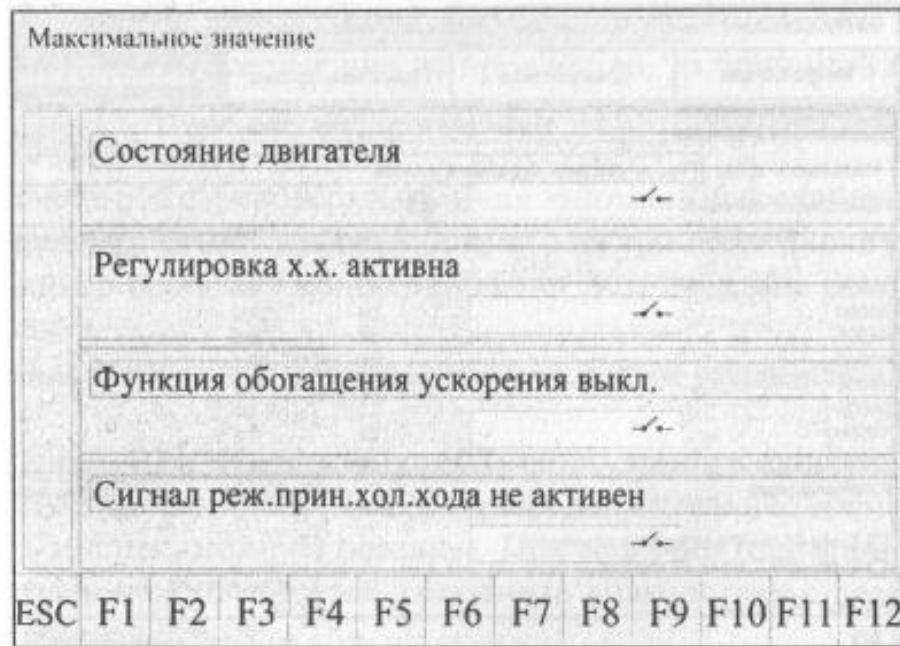 Максимальное значение
Состояние двигателя
Регулировка х.х. активна
Функция обогащения ускорения выкл.
Сигнал реж.прин.хол.хода не активен
ESC F1 F2 F3 F4 F5 F6 F7 F8 F9 F10 F11 F12